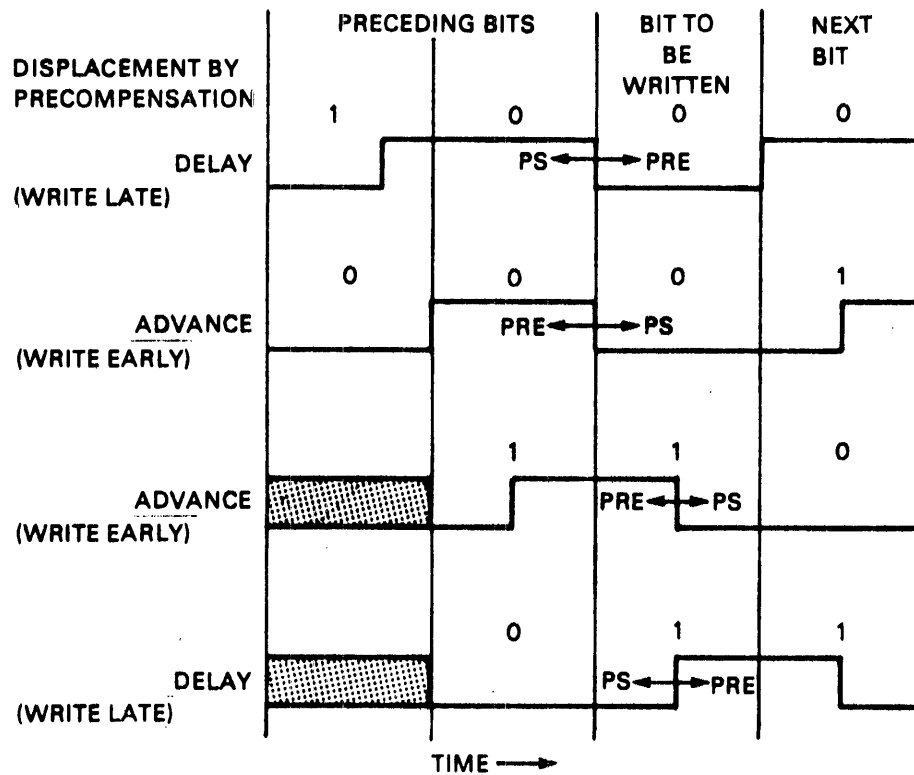 PRECEDING BITS
BIT TO
BE
WRITTEN
NEXT
BIT
DISPLACEMENT BY
PRECOMPENSATION
1 0 0 0
DELAY
(WRITE LATE)
PS PRE
0 0 0 1
ADVANCE
(WRITE EARLY)
PRE PS
1 1 0
ADVANCE
(WRITE EARLY)
PRE PS
0 1 1
DELAY
(WRITE LATE)
PS PRE
TIME